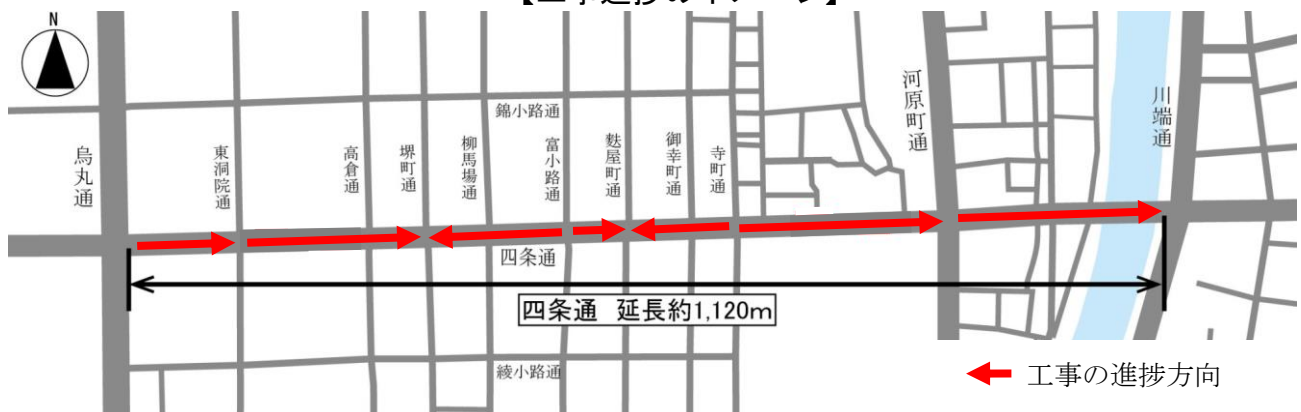 【工事進捗のイメージ】
N
烏丸通
東洞院通
高倉通
堺町通
柳馬場通
錦小路通
富小路通
麩屋町通
御幸町通
寺町通
河原町通
川端通
四条通
四条通 延長約1,120m
綾小路通
工事の進捗方向